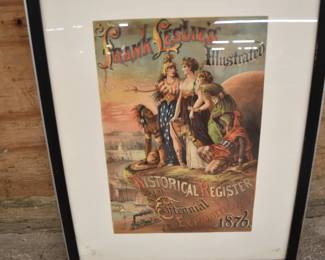 Frank Leslie's
Illustrated
Historical Register
Centennial
1876